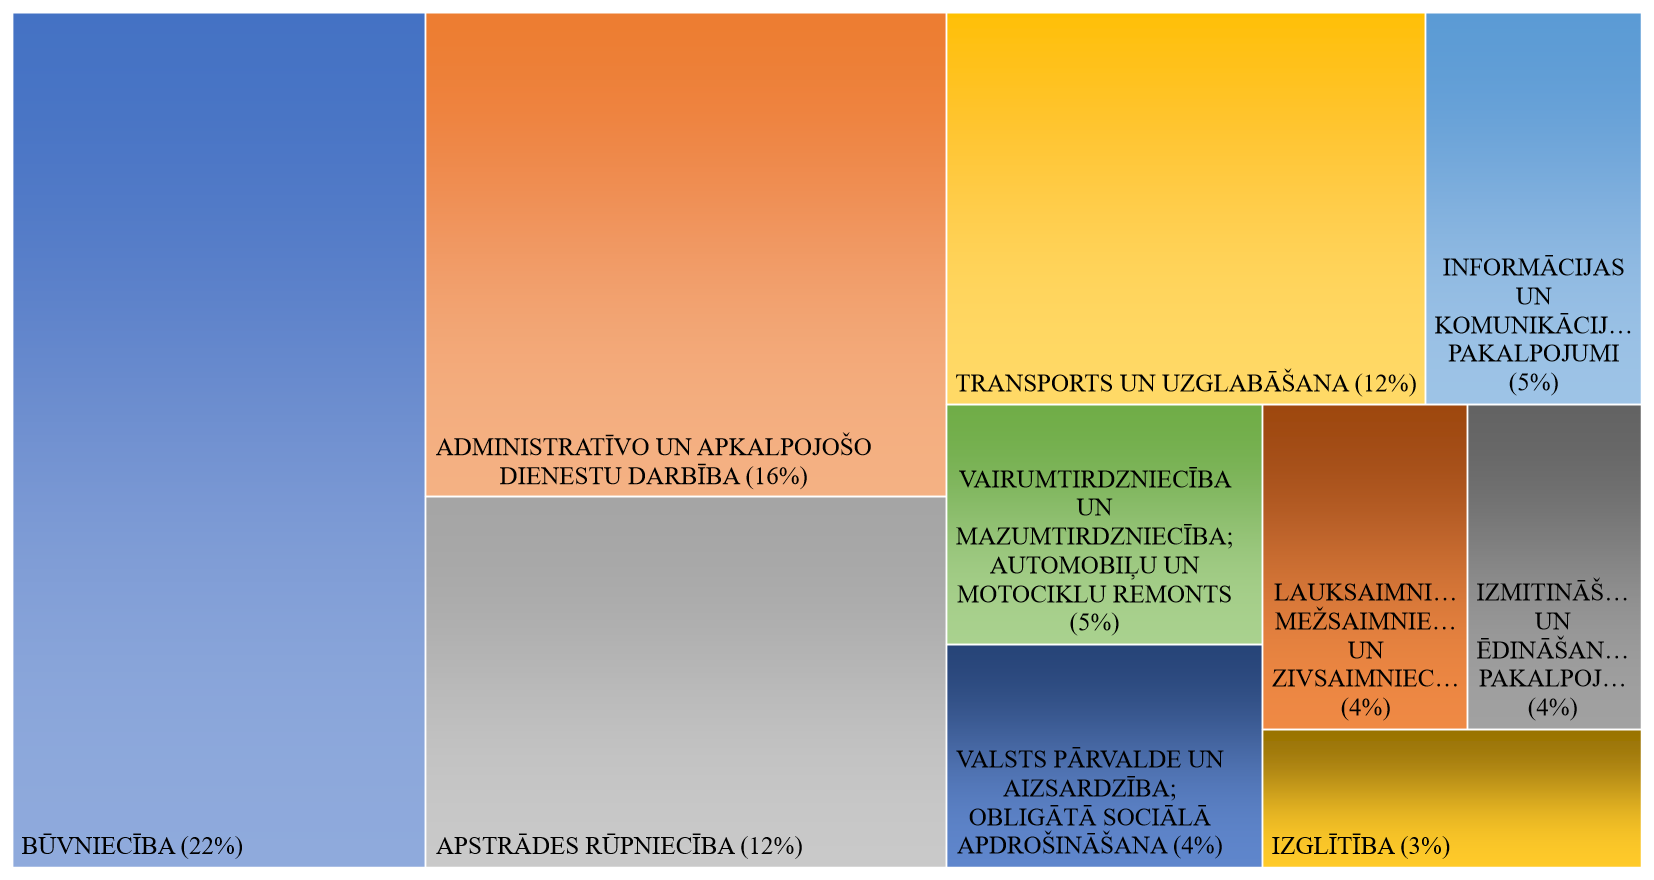 BŪVNIECĪBA (22%)
ADMINISTRATĪVO UN APKALPOJOŠO
DIENESTU DARBĪBA (16%)
APSTRĀDES RŪPNIECĪBA (12%)
TRANSPORTS UN UZGLABĀŠANA (12%)
INFORMĀCIJAS
UN
KOMUNIKĀCIJ…
PAKALPOJUMI
(5%)
VAIRUMTIRDZNIECĪBA
UN
MAZUMTIRDZNIECĪBA;
AUTOMOBIĻU UN
MOTOCIKLU REMONTS
(5%)
VALSTS PĀRVALDE UN
AIZSARDZĪBA;
OBLIGĀTĀ SOCIĀLĀ
APDROŠINĀŠANA (4%)
LAUKSAIMNI…
MEŽSAIMNIE…
UN
ZIVSAIMNIEC…
(4%)
IZMITINĀŠ…
UN
ĒDINĀŠAN…
PAKALPOJ…
(4%)
IZGLĪTĪBA (3%)